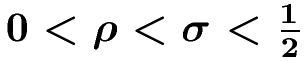 0 < ρ < σ < 1/2